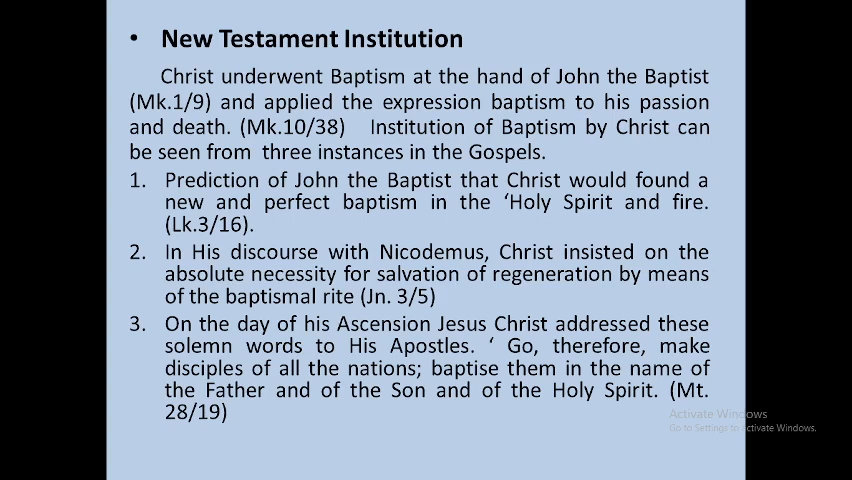 • New Testament Institution
Christ underwent Baptism at the hand of John the Baptist
(Mk.1/9) and applied the expression baptism to his passion
and death. (Mk.10/38) Institution of Baptism by Christ can
be seen from three instances in the Gospels.
1. Prediction of John the Baptist that Christ would found a
new and perfect baptism in the ‘Holy Spirit and fire.
(Lk.3/16).
2. In His discourse with Nicodemus, Christ insisted on the
absolute necessity for salvation of regeneration by means
of the baptismal rite (Jn. 3/5)
3. On the day of his Ascension Jesus Christ addressed these
solemn words to His Apostles. ‘ Go, therefore, make
disciples of all the nations; baptise them in the name of
the Father and of the Son and of the Holy Spirit. (Mt.
28/19)
Activate Windows
Go to Settings to activate Windows.